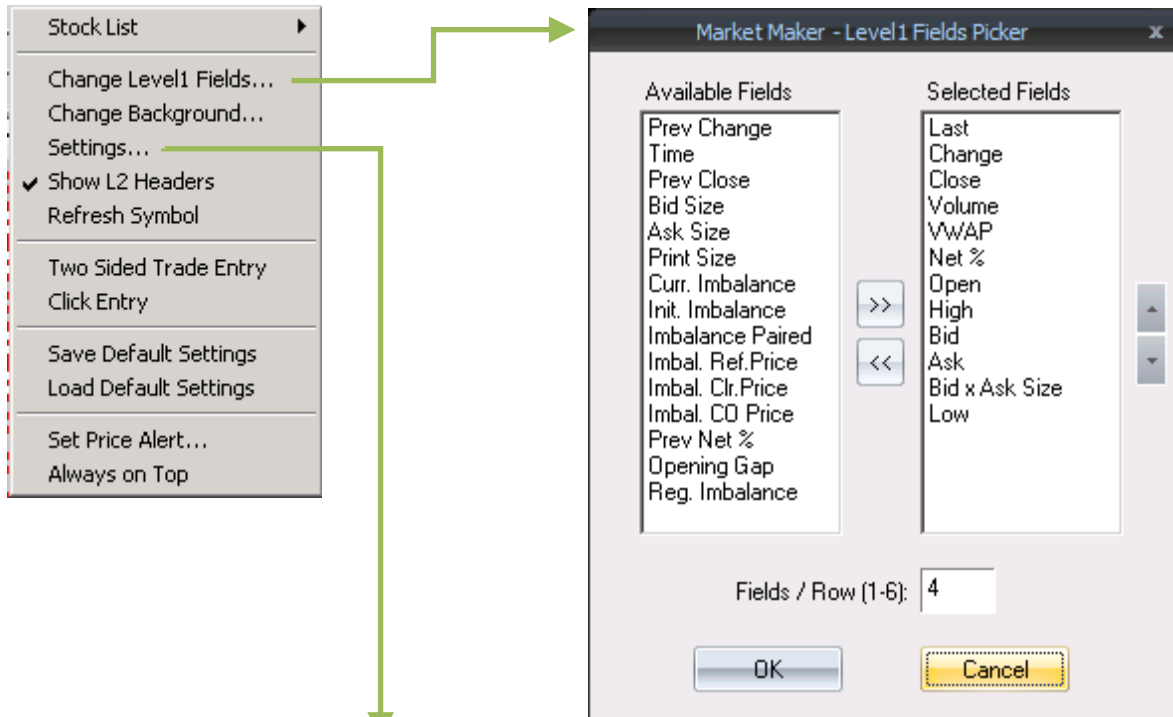 Stock List
Change Level1 Fields...
Change Background...
Settings...
Show L2 Headers
Refresh Symbol
Two Sided Trade Entry
Click Entry
Save Default Settings
Load Default Settings
Set Price Alert...
Always on Top
Market Maker - Level1 Fields Picker
x
Available Fields
Prev Change
Time
Prev Close
Bid Size
Ask Size
Print Size
Curr. Imbalance
Init. Imbalance
Imbalance Paired
Imbal. Ref.Price
Imbal. Clr.Price
Imbal. CO Price
Prev Net %
Opening Gap
Reg. Imbalance
>>
<<
Selected Fields
Last
Change
Close
Volume
VWAP
Net %
Open
High
Bid
Ask
Bid x Ask Size
Low
Fields / Row (1-6): 4
OK Cancel